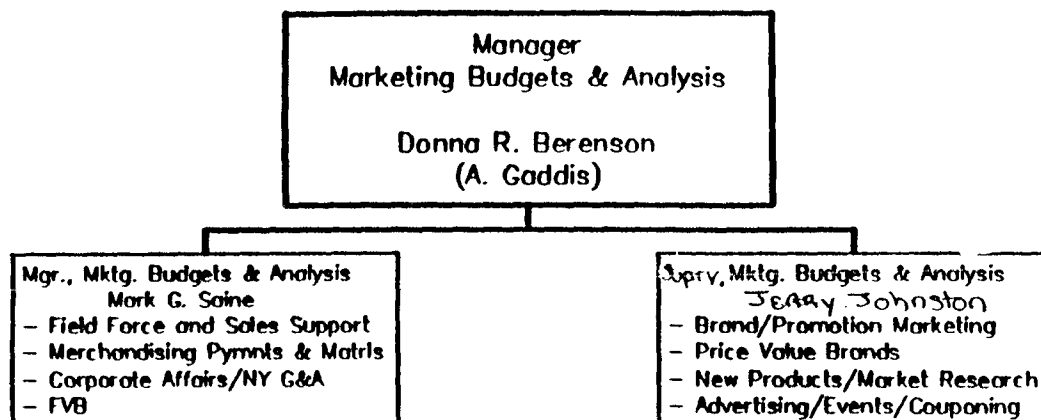 Manager
Marketing Budgets & Analysis
Donna R. Berenson
(A. Gaddis)
Mgr., Mktg. Budgets & Analysis
Mark G. Saine
- Field Force and Sales Support
- Merchandising Pymnts & Matrls
- Corporate Affairs/NY G&A
- FVB
Sprv, Mktg. Budgets & Analysis
JERRY Johnston
- Brand/Promotion Marketing
- Price Value Brands
- New Products/Market Research
- Advertising/Events/Couponing